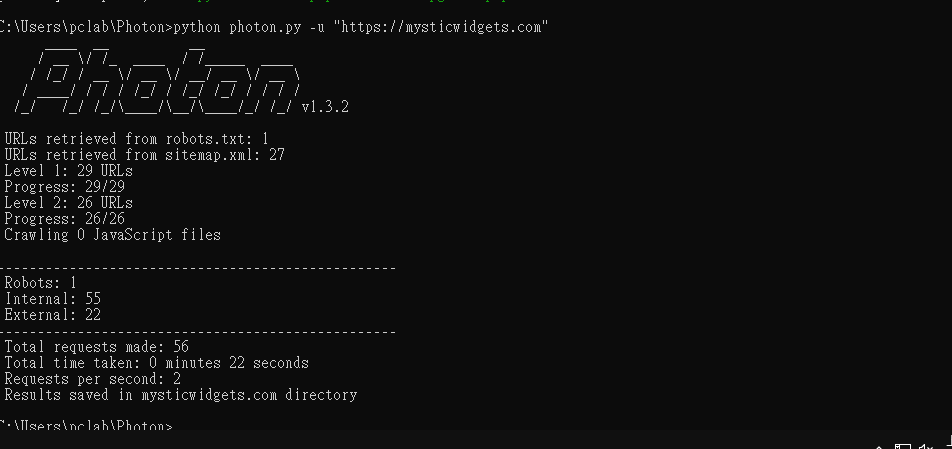 C:\Users\pclab\Photon>python photon.py -u "https://mysticwidgets.com"
Photon
v1.3.2
URLs retrieved from robots.txt: 1
URLs retrieved from sitemap.xml: 27
Level 1: 29 URLs
Progress: 29/29
Level 2: 26 URLs
Progress: 26/26
Crawling 0 JavaScript files
--------------------------------------------------
Robots: 1
Internal: 55
External: 22
--------------------------------------------------
Total requests made: 56
Total time taken: 0 minutes 22 seconds
Requests per second: 2
Results saved in mysticwidgets.com directory
C:\Users\pclab\Photon>